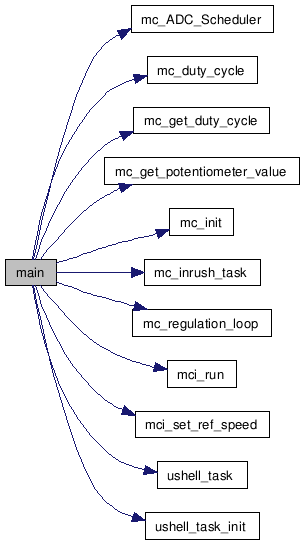 mc_ADC_Scheduler
mc_duty_cycle
mc_get_duty_cycle
mc_get_potentiometer_value
mc_init
main
mc_inrush_task
mc_regulation_loop
mci_run
mci_set_ref_speed
ushell_task
ushell_task_init